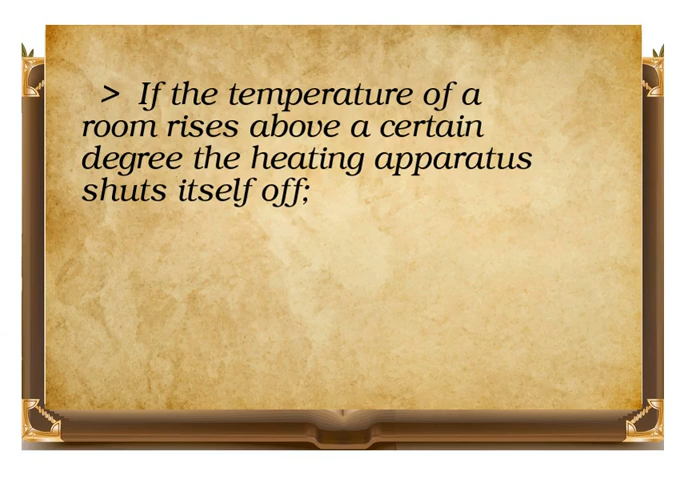 > If the temperature of a
room rises above a certain
degree the heating apparatus
shuts itself off;